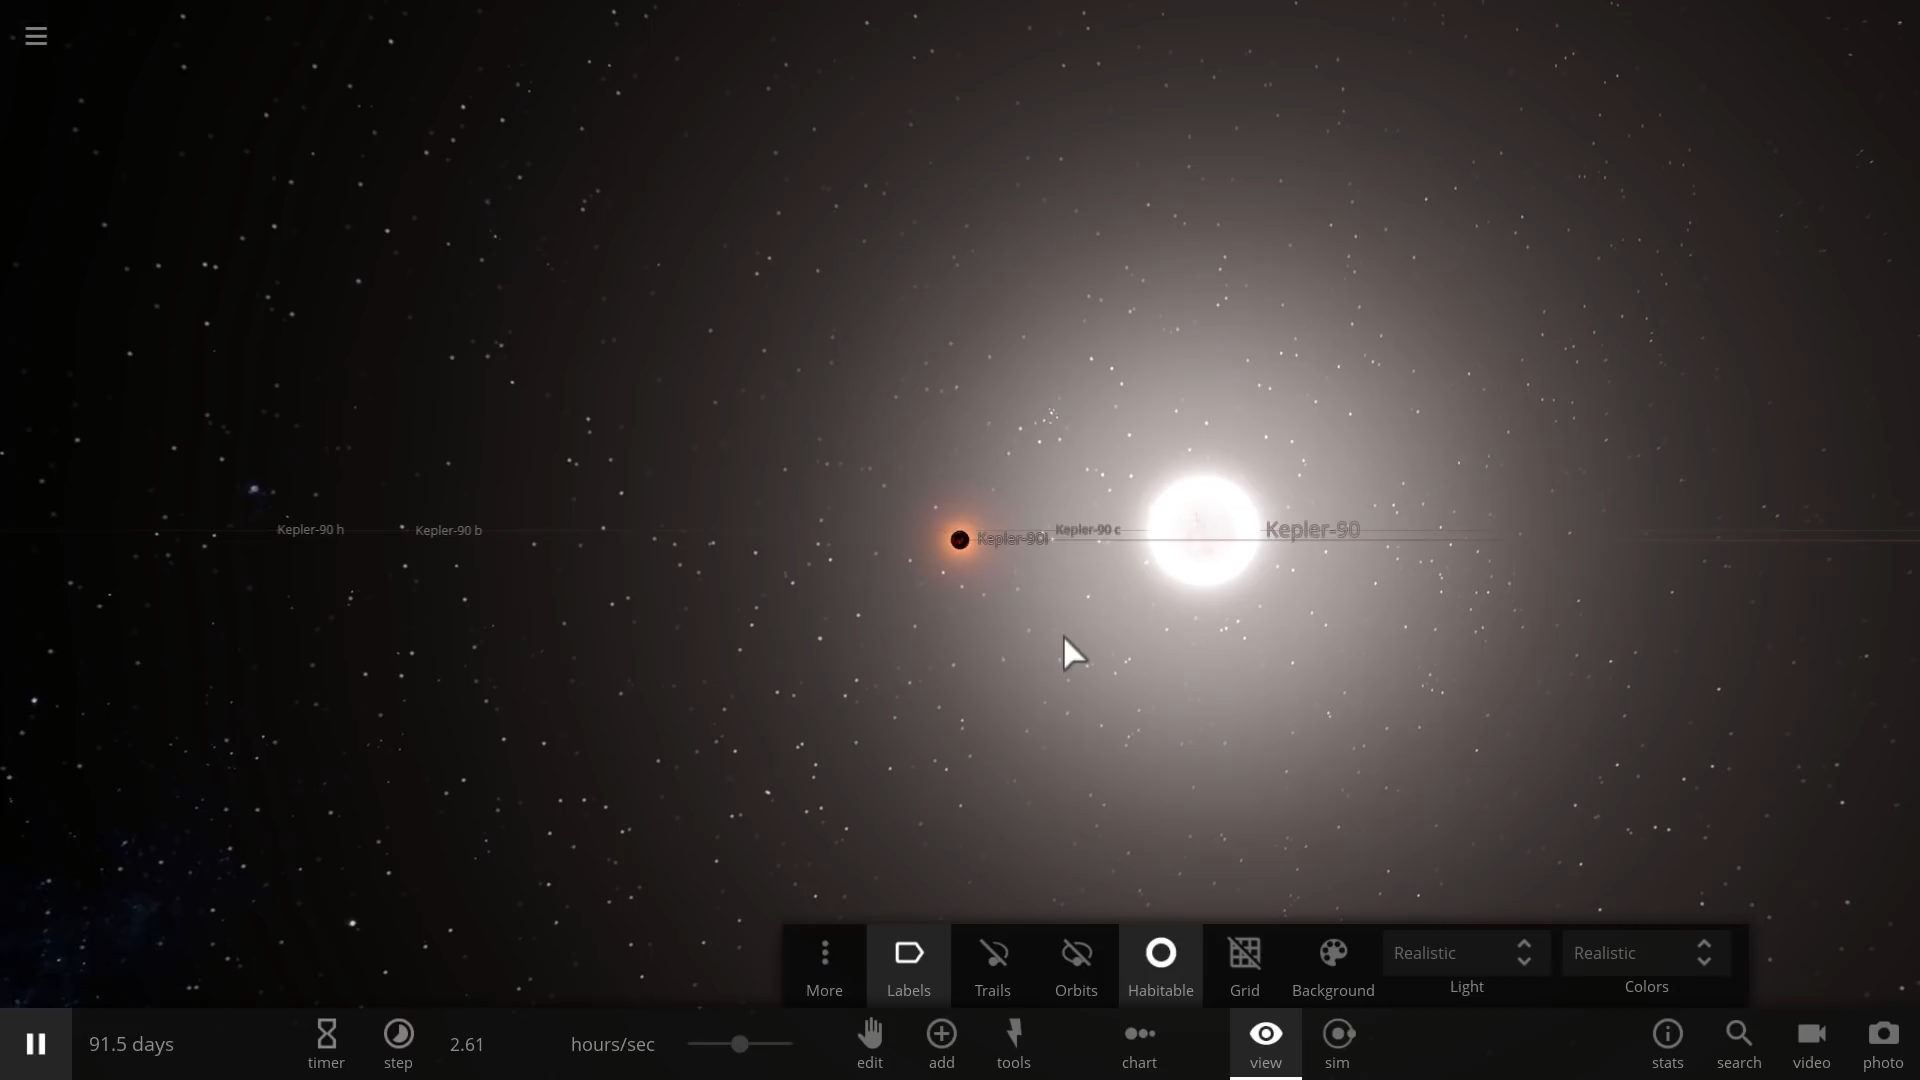 Kepler-90 h
Kepler-90 b
Kepler-90i
Kepler-90 c
Kepler-90
More
Labels
Trails
Orbits
Habitable
Grid
Background
Realistic
Light
Realistic
Colors
91.5 days
timer
step
2.61
hours/sec
edit
add
tools
chart
view
sim
stats
search
video
photo